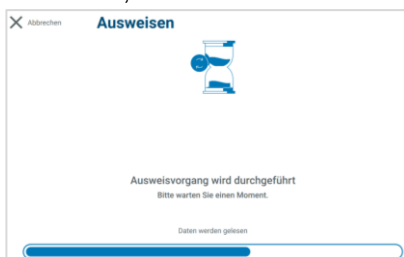 Abbrechen
Ausweisen
Ausweisvorgang wird durchgeführt
Bitte warten Sie einen Moment.
Daten werden gelesen